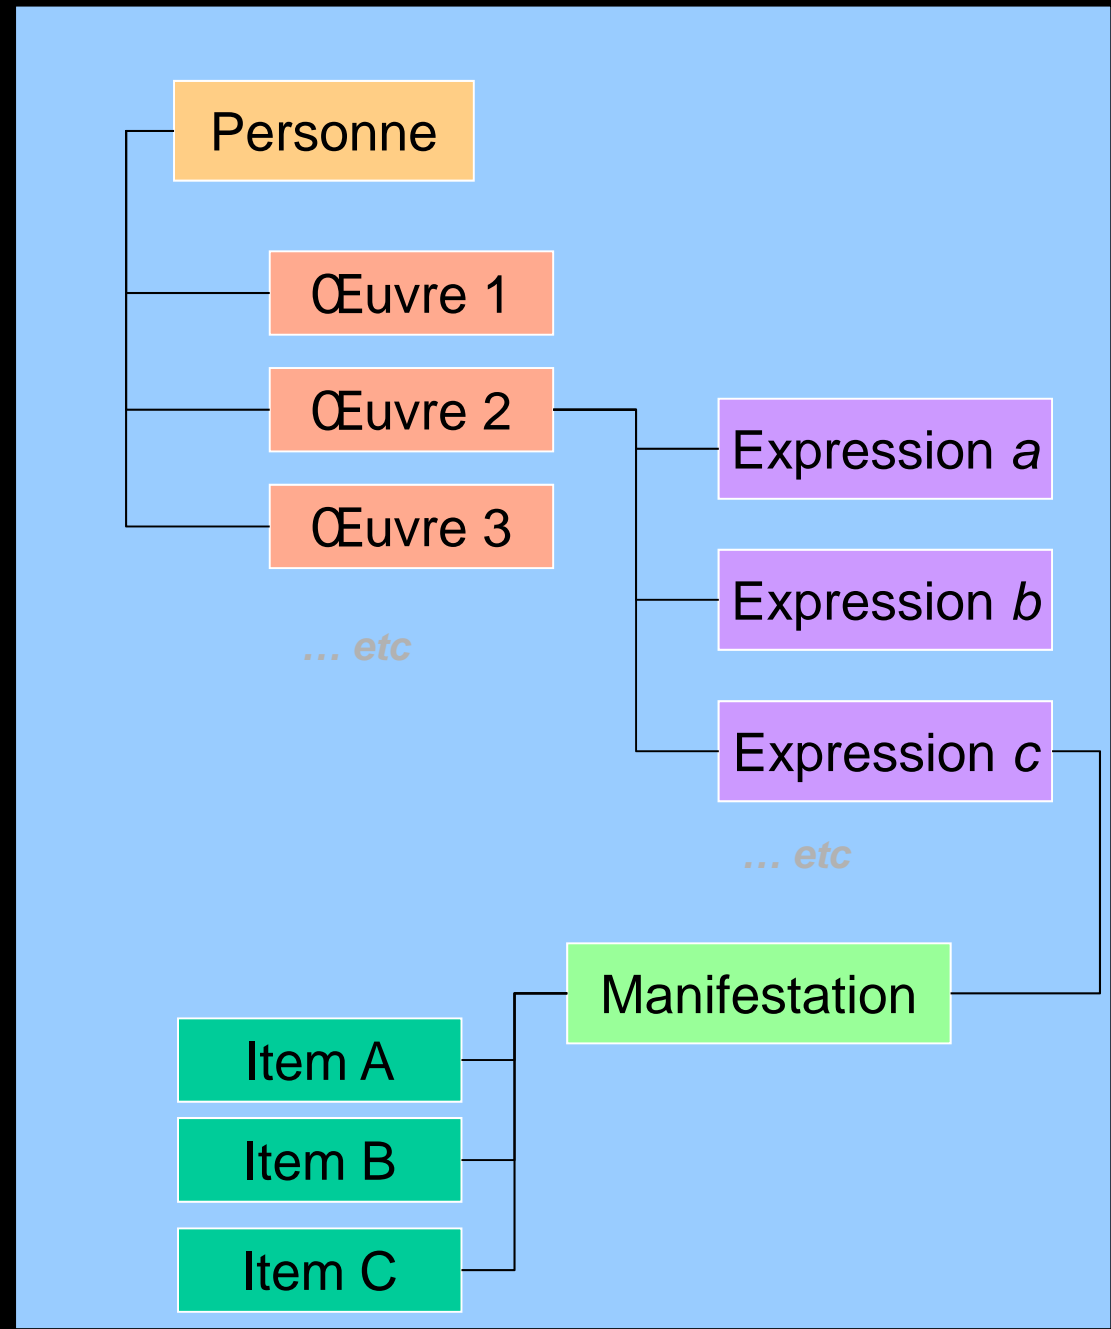 Personne
Œuvre 1
Œuvre 2
Œuvre 3
… etc
Expression a
Expression b
Expression c
… etc
Manifestation
Item A
Item B
Item C